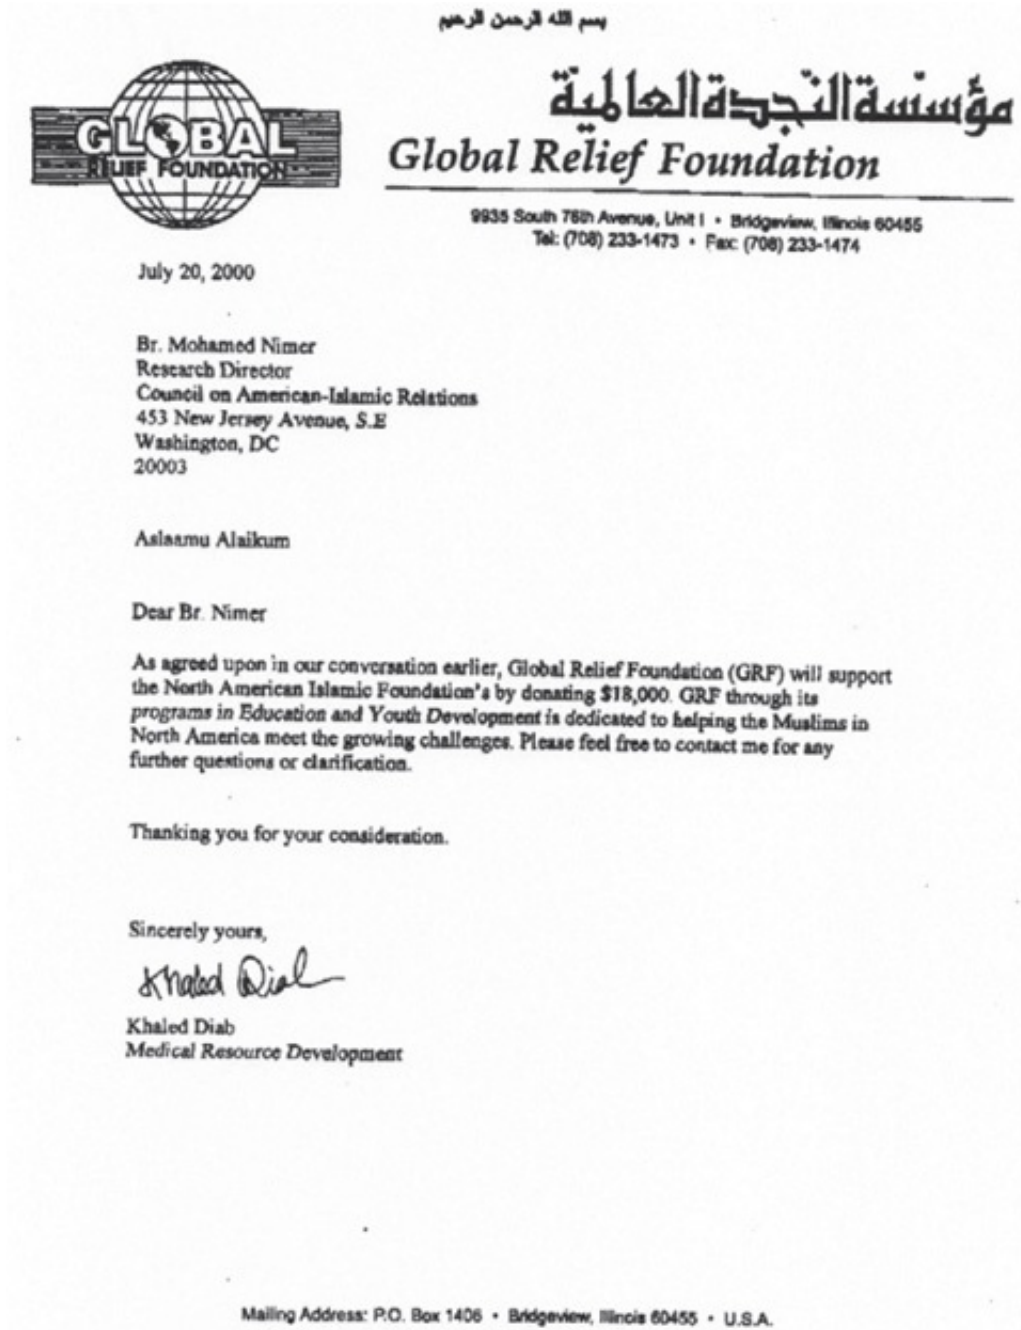 بسم الله الرحمن الرحيم
GLOBAL
RELIEF FOUNDATION
مؤسسة النجدة العالمية
Global Relief Foundation
9935 South 76th Avenue, Unit I • Bridgeview, Illinois 60455
Tel: (708) 233-1473 • Fax: (708) 233-1474
July 20, 2000
Br. Mohamed Nimer
Research Director
Council on American-Islamic Relations
453 New Jersey Avenue, S.E
Washington, DC
20003
Aslaamu Alaikum
Dear Br. Nimer
As agreed upon in our conversation earlier, Global Relief Foundation (GRF) will support
the North American Islamic Foundation's by donating $18,000. GRF through its
programs in Education and Youth Development is dedicated to helping the Muslims in
North America meet the growing challenges. Please feel free to contact me for any
further questions or clarification.
Thanking you for your consideration.
Sincerely yours,
Khaled Diab
Khaled Diab
Medical Resource Development
Mailing Address: P.O. Box 1406 • Bridgeview, Illinois 60455 • U.S.A.